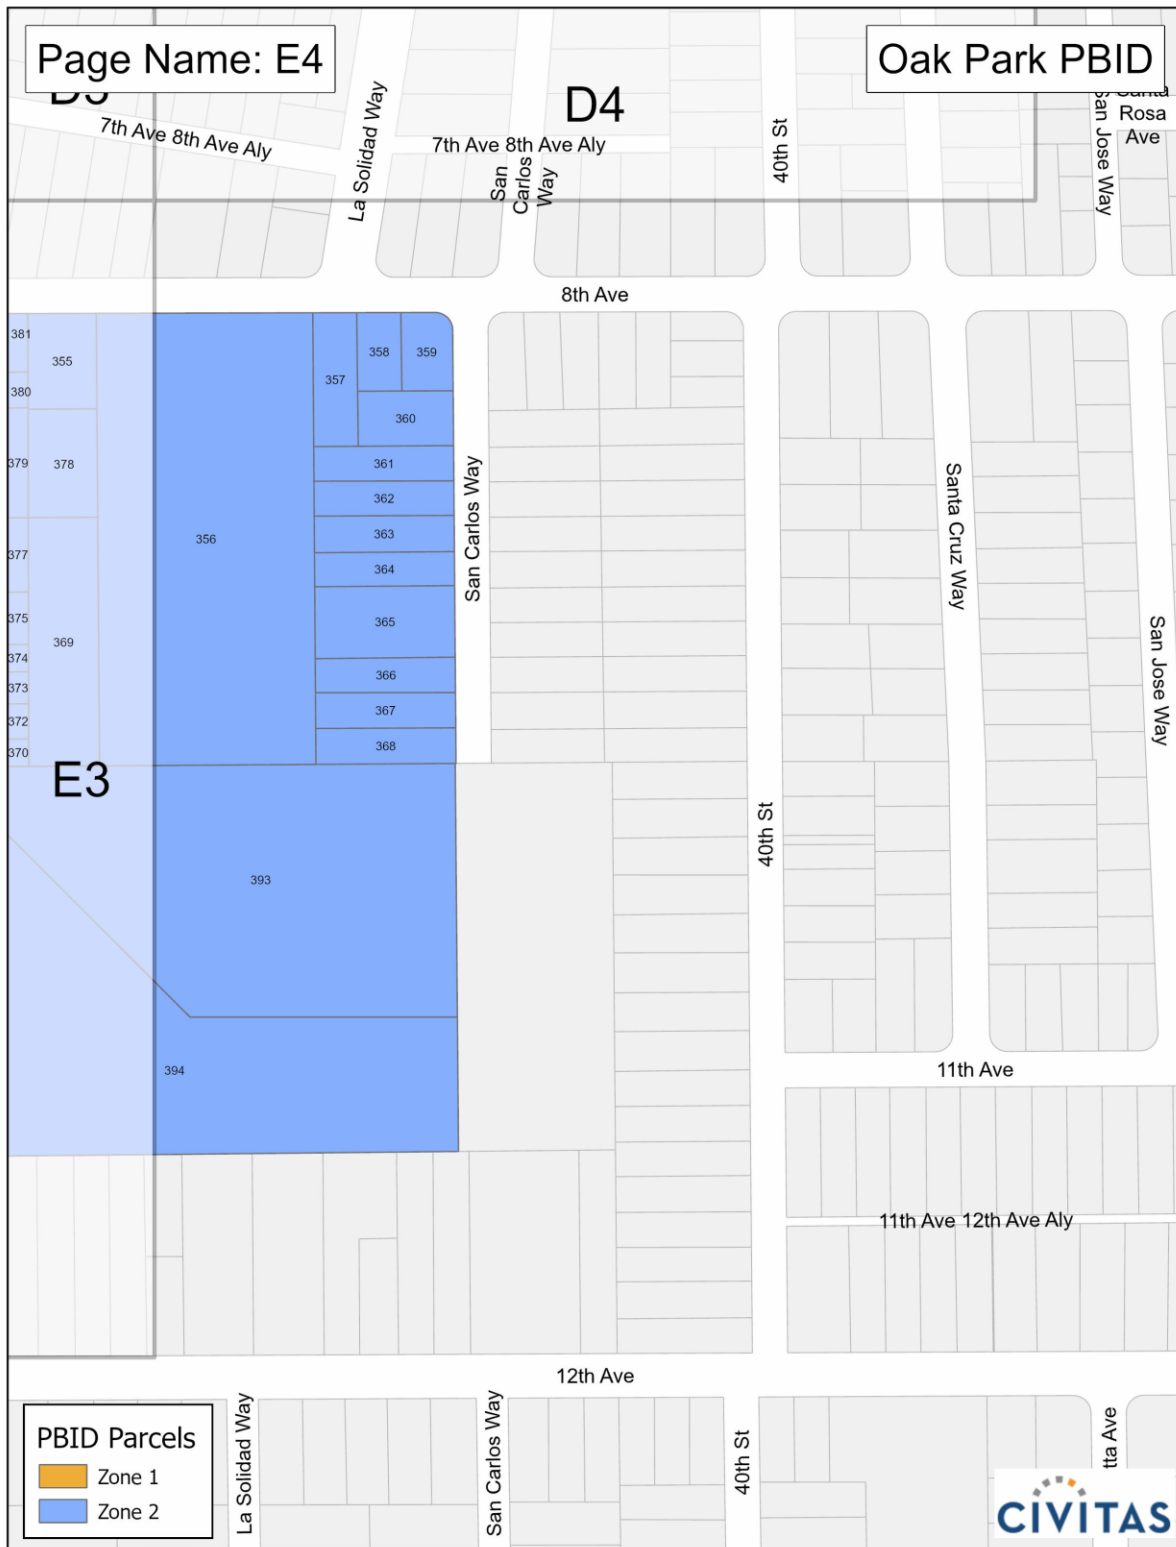 Page Name: E4
Oak Park PBID
D4
7th Ave 8th Ave Aly
7th Ave 8th Ave Aly
La Solidad Way
San
Carlos
Way
40th St
San Jose Way
Rosa
Ave
8th Ave
381
355
380
379
378
377
375
374
369
373
372
370
E3
356
357
358
359
360
361
362
363
364
365
366
367
368
393
394
San Carlos Way
Santa Cruz Way
San Jose Way
40th St
11th Ave
11th Ave 12th Ave Aly
12th Ave
La Solidad Way
San Carlos Way
40th St
tta Ave
PBID Parcels
Zone 1
Zone 2
CIVITAS